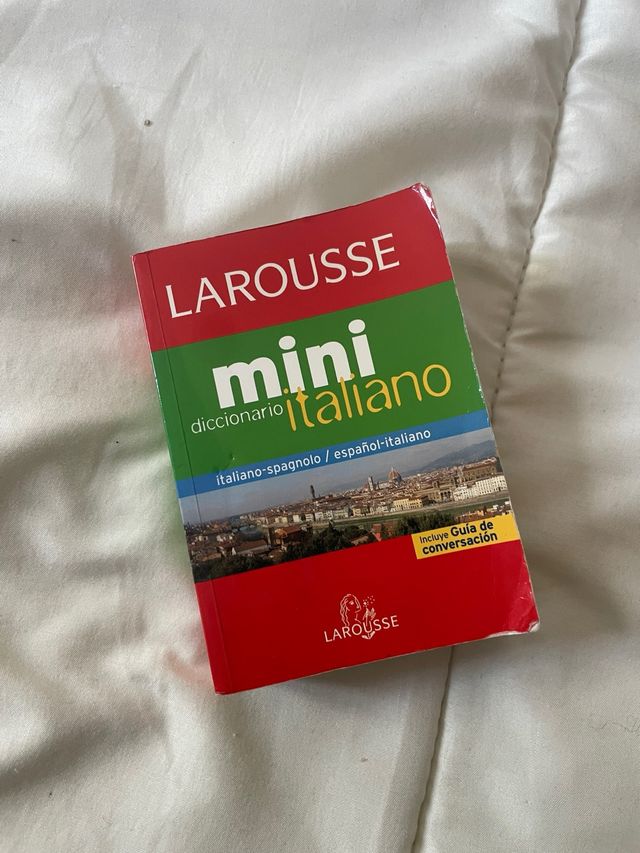 LAROUSSE
mini
diccionario italiano
italiano-spagnolo / español-italiano
Incluye Guía de
conversación
LAROUSSE